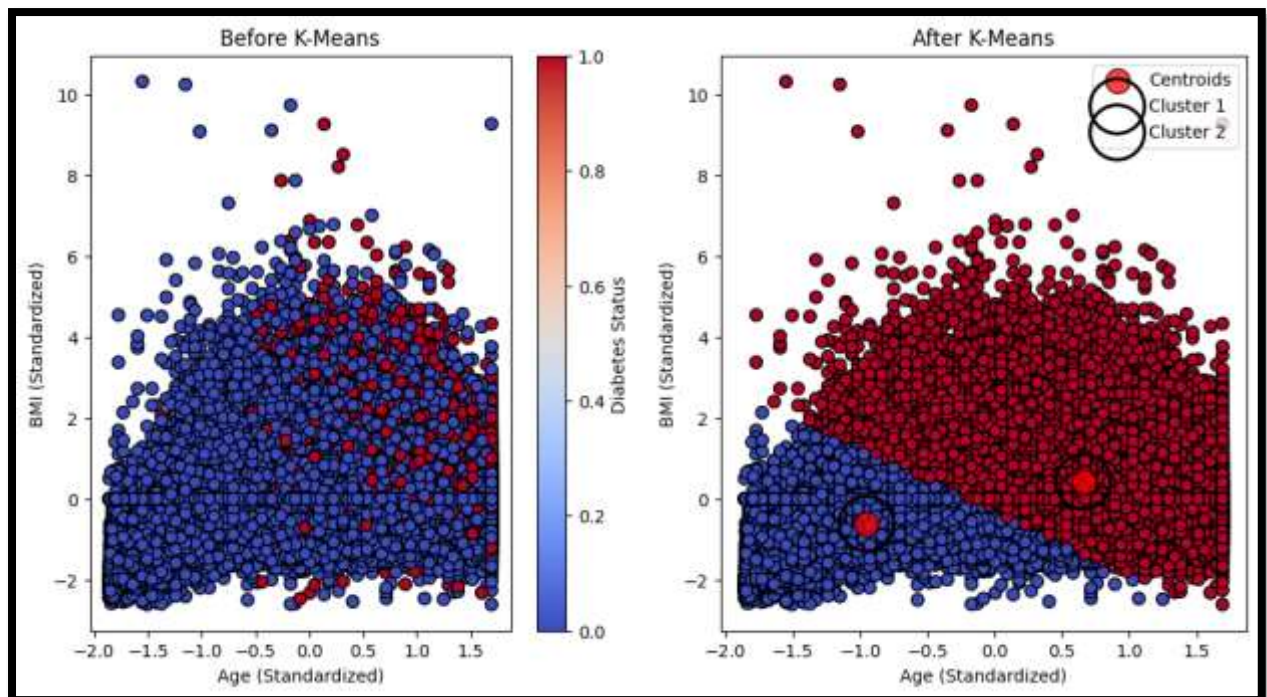 Before K-Means
10
8
6
4
2
0
−2
BMI (Standardized)
−2.0 −1.5 −1.0 −0.5 0.0 0.5 1.0 1.5
Age (Standardized)
1.0
0.8
0.6
0.4
0.2
0.0
Diabetes Status
After K-Means
Centroids
Cluster 1
Cluster 2
10
8
6
4
2
0
−2
BMI (Standardized)
−2.0 −1.5 −1.0 −0.5 0.0 0.5 1.0 1.5
Age (Standardized)